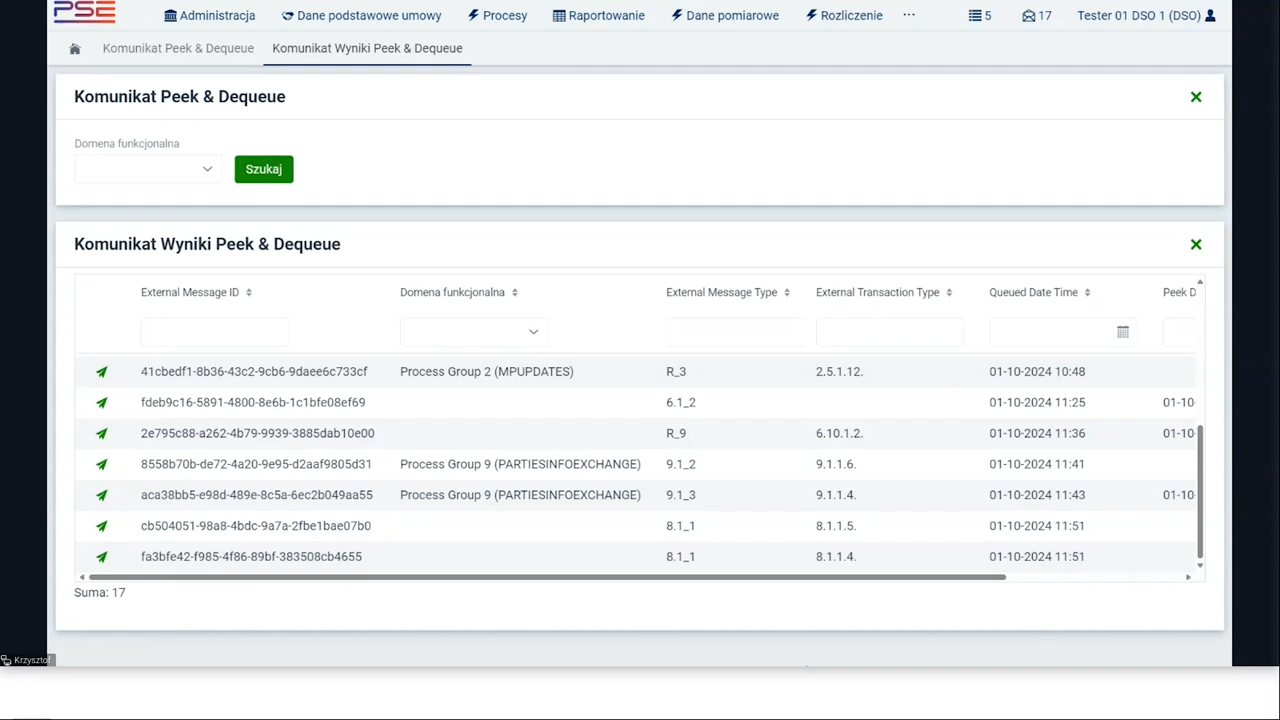 PSE Administracja Dane podstawowe umowy Procesy Raportowanie Dane pomiarowe Rozliczenie ... 5 17 Tester 01 DSO 1 (DSO)
Komunikat Peek & Dequeue Komunikat Wyniki Peek & Dequeue
Komunikat Peek & Dequeue
Domena funkcjonalna
Szukaj
Komunikat Wyniki Peek & Dequeue
External Message ID Domena funkcjonalna External Message Type External Transaction Type Queued Date Time Peek D
41cbedf1-8b36-43c2-9cb6-9daee6c733cf Process Group 2 (MPUPDATES) R_3 2.5.1.12. 01-10-2024 10:48
fdeb9c16-5891-4800-8e6b-1c1bfe08ef69 6.1_2 01-10-2024 11:25 01-10-
2e795c88-a262-4b79-9939-3885dab10e00 R_9 6.10.1.2. 01-10-2024 11:36 01-10-
8558b70b-de72-4a20-9e95-d2aaf9805d31 Process Group 9 (PARTIESINFOEXCHANGE) 9.1_2 9.1.1.6. 01-10-2024 11:41
aca38bb5-e98d-489e-8c5a-6ec2b049aa55 Process Group 9 (PARTIESINFOEXCHANGE) 9.1_3 9.1.1.4. 01-10-2024 11:43 01-10-
cb504051-98a8-4bdc-9a7a-2fbe1bae07b0 8.1_1 8.1.1.5. 01-10-2024 11:51
fa3bfe42-f985-4f86-89bf-383508cb4655 8.1_1 8.1.1.4. 01-10-2024 11:51
Suma: 17
Krzysztof